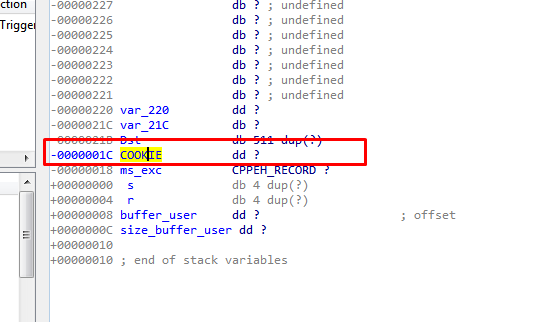 ction
Trigger
-00000227 db ? ; undefined
-00000226 db ? ; undefined
-00000225 db ? ; undefined
-00000224 db ? ; undefined
-00000223 db ? ; undefined
-00000222 db ? ; undefined
-00000221 db ? ; undefined
-00000220 var_220 dd ?
-0000021C var_21C db ?
-0000021B Dst db 511 dup(?)
-0000001C COOKIE dd ?
-00000018 ms_exc CPPEH_RECORD ?
+00000000 s db 4 dup(?)
+00000004 r db 4 dup(?)
+00000008 buffer_user dd ? ; offset
+0000000C size_buffer_user dd ?
+00000010
+00000010 ; end of stack variables